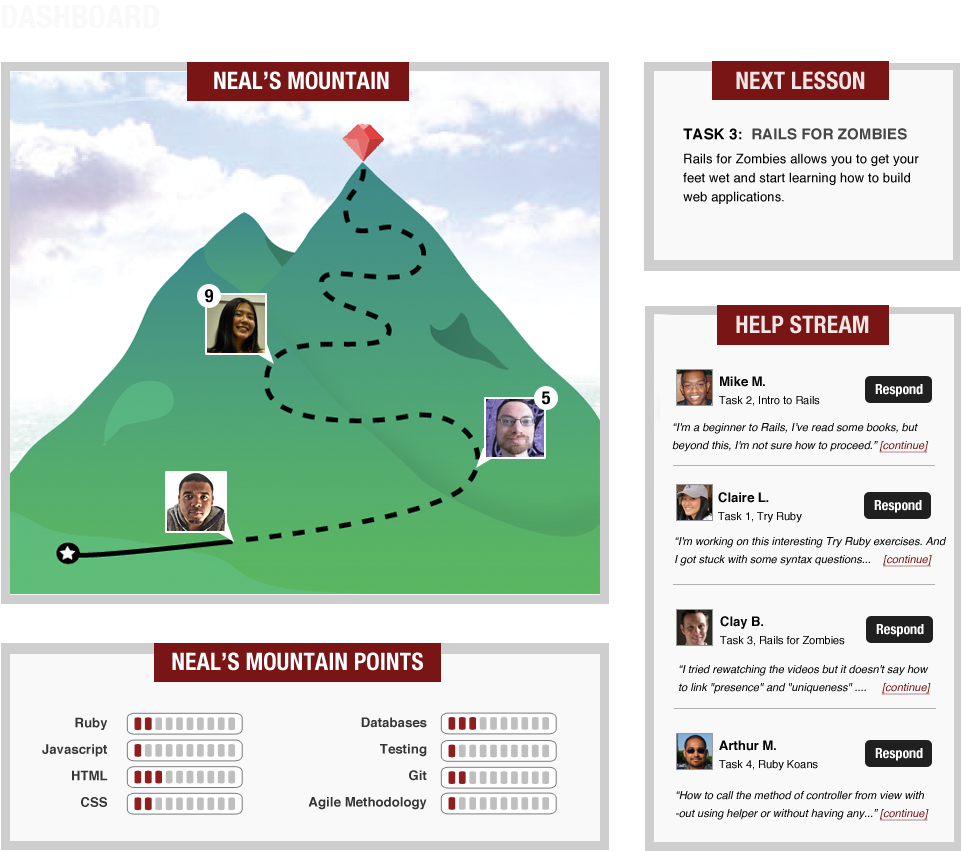 DASHBOARD
NEAL'S MOUNTAIN
9
5
NEXT LESSON
TASK 3: RAILS FOR ZOMBIES
Rails for Zombies allows you to get your
feet wet and start learning how to build
web applications.
HELP STREAM
Mike M.
Task 2, Intro to Rails
Respond
“I'm a beginner to Rails, I've read some books, but
beyond this, I'm not sure how to proceed.” [continue]
Claire L.
Task 1, Try Ruby
Respond
“I'm working on this interesting Try Ruby exercises. And
I got stuck with some syntax questions... [continue]
Clay B.
Task 3, Rails for Zombies
Respond
“I tried rewatching the videos but it doesn't say how
to link "presence" and "uniqueness" .... [continue]
Arthur M.
Task 4, Ruby Koans
Respond
“How to call the method of controller from view with
-out using helper or without having any...” [continue]
NEAL'S MOUNTAIN POINTS
Ruby
Javascript
HTML
CSS
Databases
Testing
Git
Agile Methodology